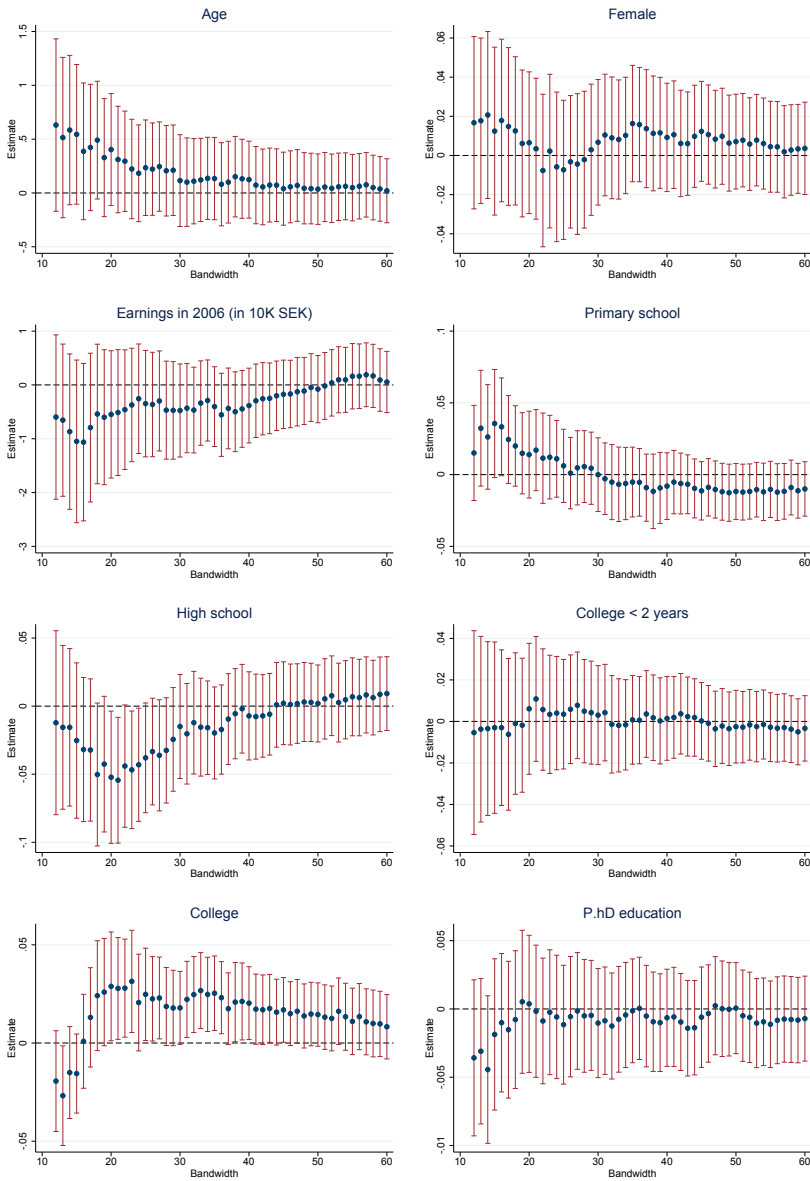 Age
1.5
1
.5
0
-.5
Estimate
10 20 30 40 50 60
Bandwidth
Female
.06
.04
.02
0
-.02
-.04
Estimate
10 20 30 40 50 60
Bandwidth
Earnings in 2006 (in 10K SEK)
1
0
-1
-2
-3
Estimate
10 20 30 40 50 60
Bandwidth
Primary school
.1
.05
0
-.05
Estimate
10 20 30 40 50 60
Bandwidth
High school
.05
0
-.05
-.1
Estimate
10 20 30 40 50 60
Bandwidth
College < 2 years
.04
.02
0
-.02
-.04
-.06
Estimate
10 20 30 40 50 60
Bandwidth
College
.05
0
-.05
Estimate
10 20 30 40 50 60
Bandwidth
P.hD education
.005
0
-.005
-.01
Estimate
10 20 30 40 50 60
Bandwidth